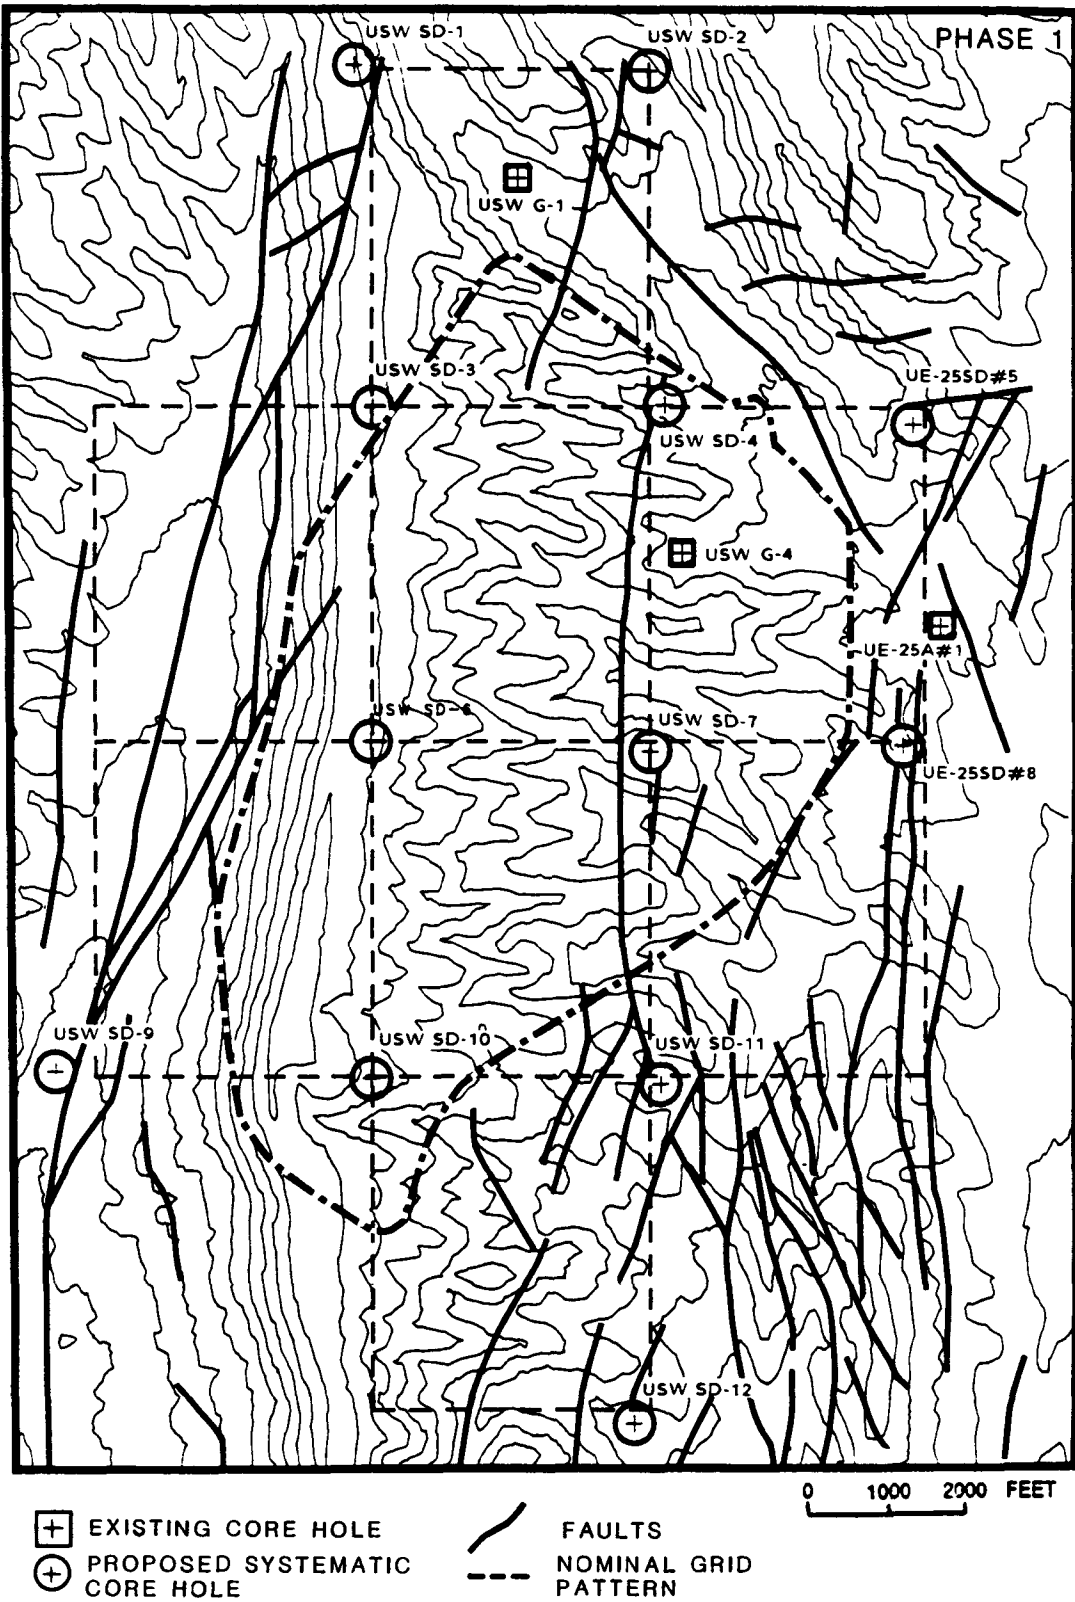 USW SD-1
USW SD-2
PHASE 1
USW G-1
USW SD-3
UE-25SD#5
USW SD-4
USW G-4
UE-25A#1
USW SD-6
USW SD-7
UE-25SD#8
USW SD-9
USW SD-10
USW SD-11
USW SD-12
0 1000 2000 FEET
EXISTING CORE HOLE
FAULTS
PROPOSED SYSTEMATIC
CORE HOLE
NOMINAL GRID
PATTERN